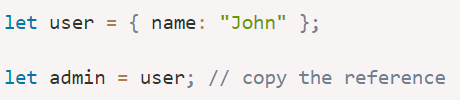 let user = { name: "John" };
let admin = user; // copy the reference